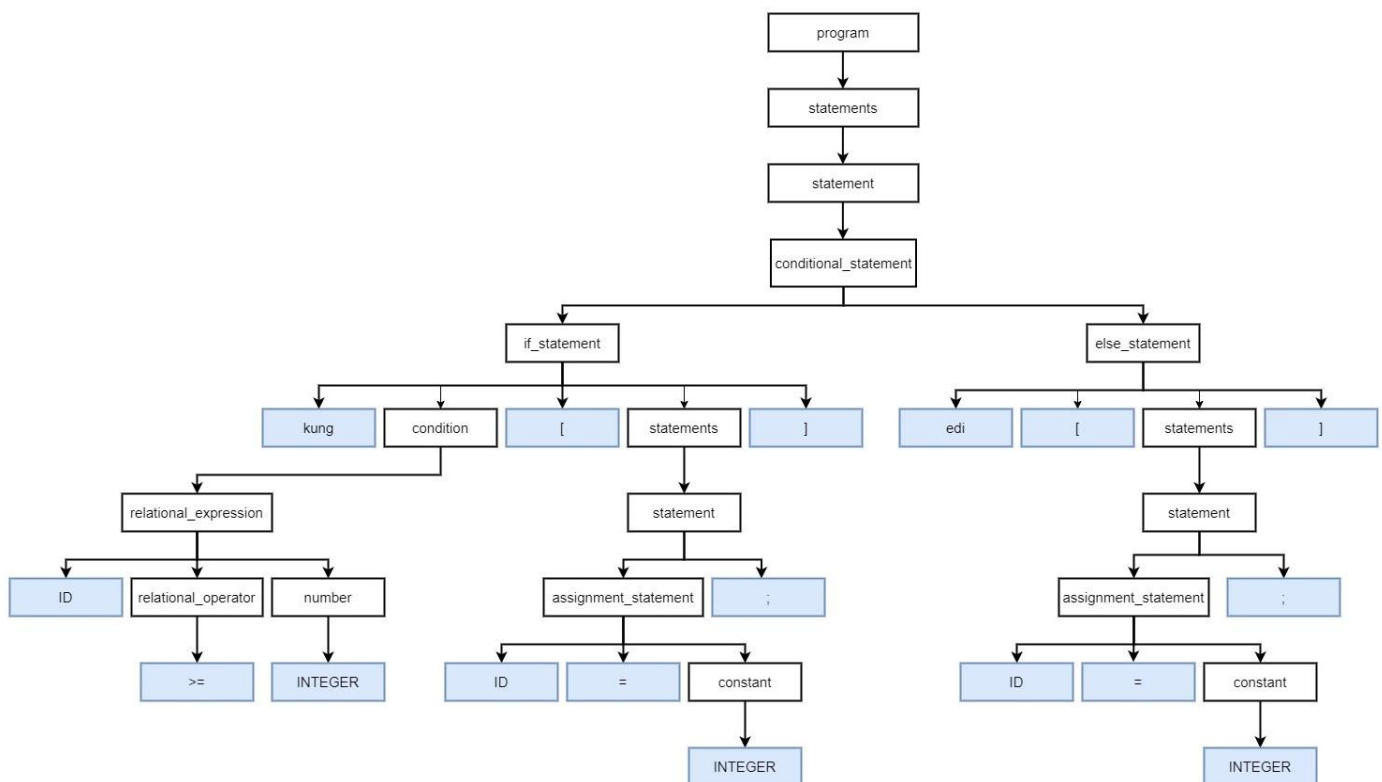 program
statements
statement
conditional_statement
if_statement
else_statement
kung
condition
[
statements
]
edi
[
statements
]
relational_expression
statement
statement
ID
relational_operator
number
assignment_statement
;
assignment_statement
;
>=
INTEGER
ID
=
constant
ID
=
constant
INTEGER
INTEGER